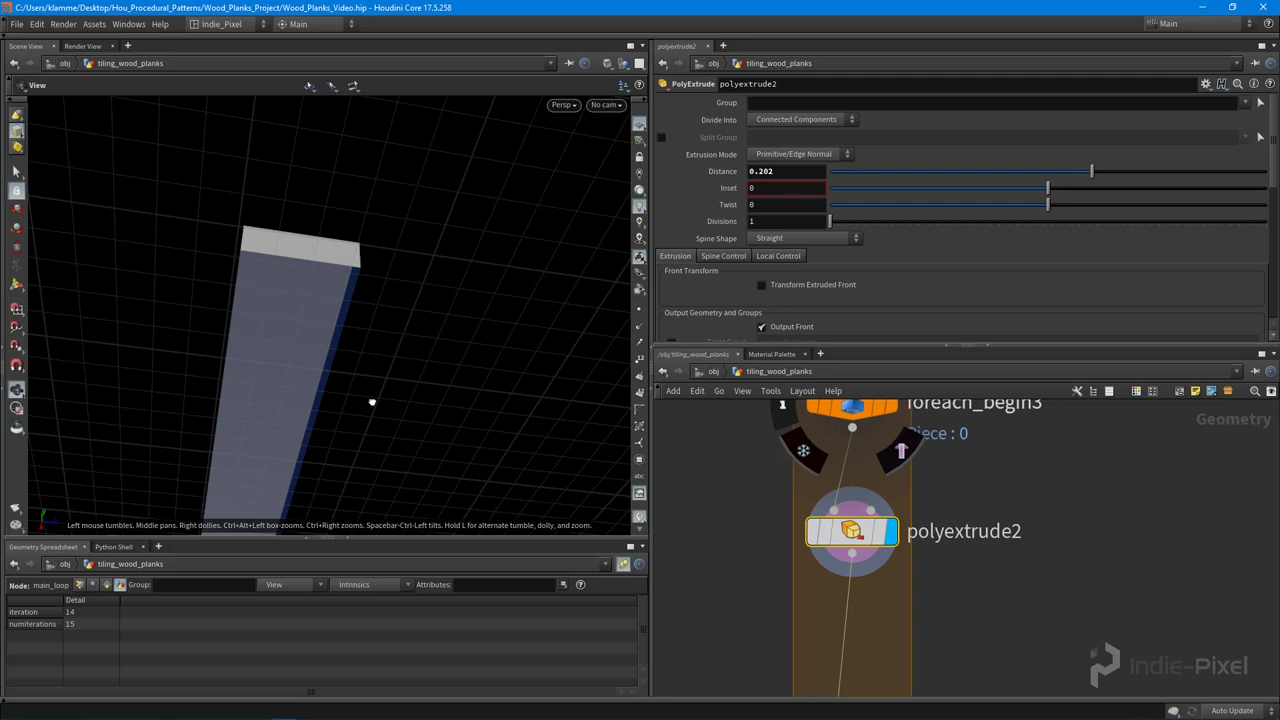 C:/Users/klamme/Desktop/Hou_Procedural_Patterns/Wood_Planks_Project/Wood_Planks_Video.hip - Houdini Core 17.5.258
File Edit Render Assets Windows Help Indie_Pixel Main Main
Scene View Render View
obj tiling_wood_planks
View
Persp No cam
Left mouse tumbles. Middle pans. Right dollies. Ctrl+Alt+Left box-zooms. Ctrl+Right zooms. Spacebar-Ctrl-Left tilts. Hold L for alternate tumble, dolly, and zoom.
Geometry Spreadsheet Python Shell
obj tiling_wood_planks
Node: main_loop Group: View Intrinsics Attributes:
Detail
iteration 14
numiterations 15
polyextrude2
obj tiling_wood_planks
PolyExtrude polyextrude2
Group
Divide Into Connected Components
Split Group
Extrusion Mode Primitive/Edge Normal
Distance 0.202
Inset 0
Twist 0
Divisions 1
Spine Shape Straight
Extrusion Spine Control Local Control
Front Transform
Transform Extruded Front
Output Geometry and Groups
Output Front
/obj/tiling_wood_planks Material Palette
obj tiling_wood_planks
Add Edit Go View Tools Layout Help
foreach_begin3
Piece : 0
Geometry
polyextrude2
Indie-Pixel
Auto Update